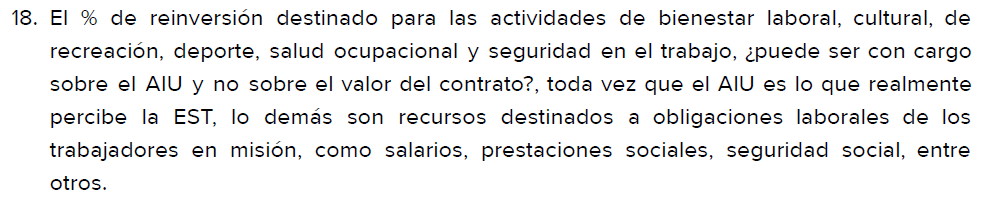 18. El % de reinversión destinado para las actividades de bienestar laboral, cultural, de
recreación, deporte, salud ocupacional y seguridad en el trabajo, ¿puede ser con cargo
sobre el AIU y no sobre el valor del contrato?, toda vez que el AIU es lo que realmente
percibe la EST, lo demás son recursos destinados a obligaciones laborales de los
trabajadores en misión, como salarios, prestaciones sociales, seguridad social, entre
otros.